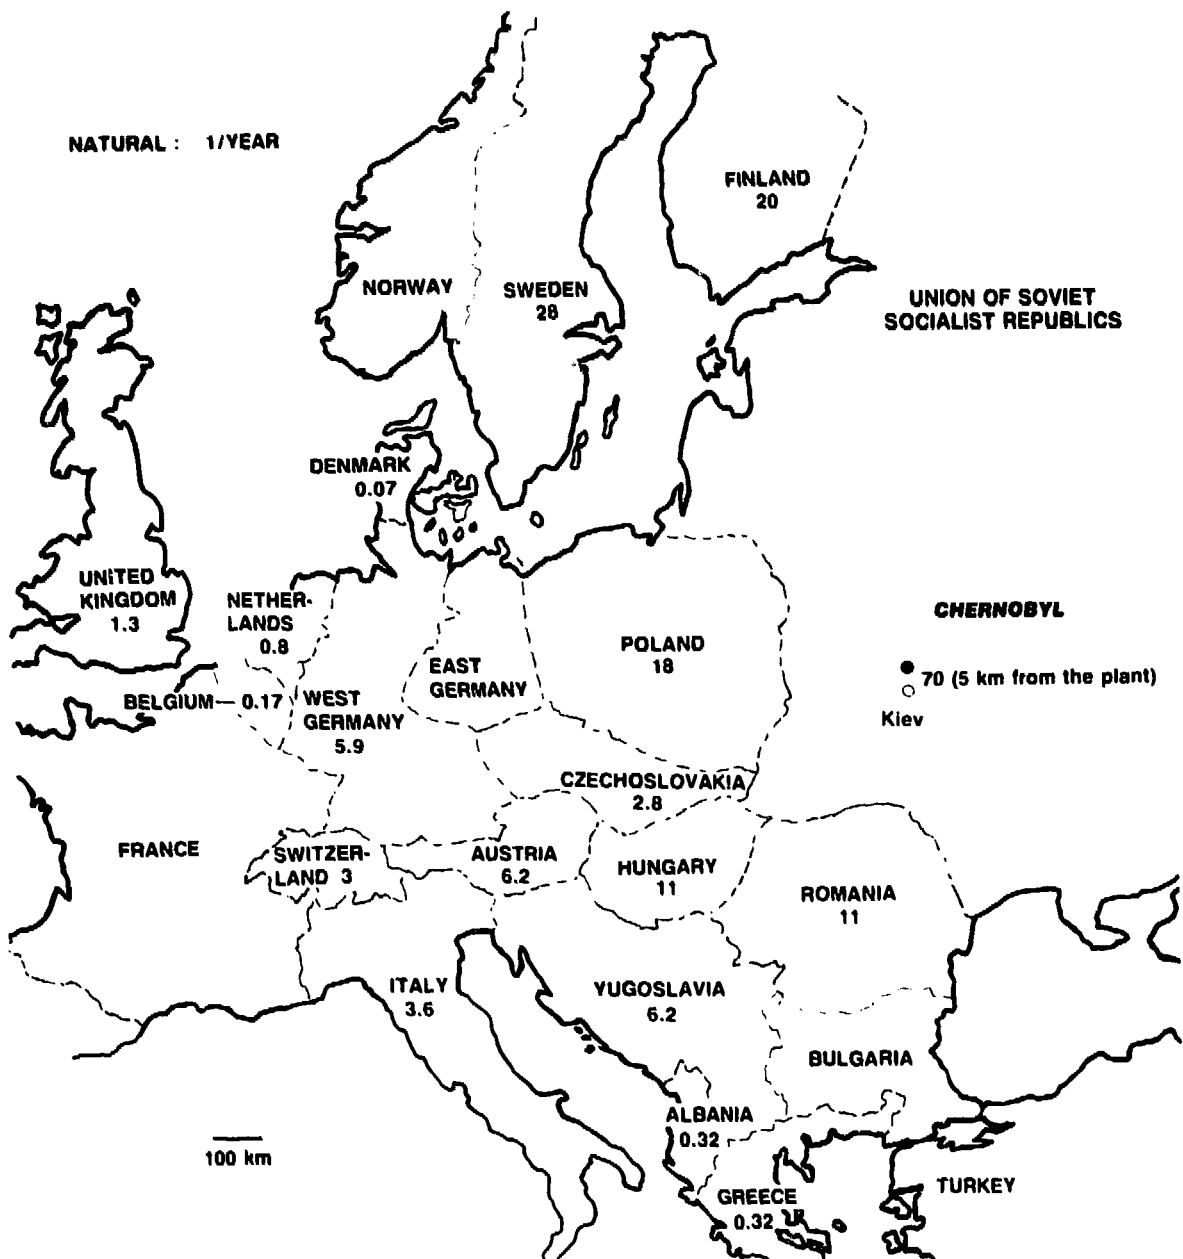 NATURAL : 1/YEAR
FINLAND
20
NORWAY
SWEDEN
28
UNION OF SOVIET
SOCIALIST REPUBLICS
DENMARK
0.07
UNITED
KINGDOM
1.3
NETHER-
LANDS
0.8
CHERNOBYL
POLAND
18
EAST
GERMANY
70 (5 km from the plant)
Kiev
BELGIUM — 0.17
WEST
GERMANY
5.9
CZECHOSLOVAKIA
2.8
FRANCE
SWITZER-
LAND 3
AUSTRIA
6.2
HUNGARY
11
ROMANIA
11
ITALY
3.6
YUGOSLAVIA
6.2
BULGARIA
ALBANIA
0.32
100 km
GREECE
0.32
TURKEY